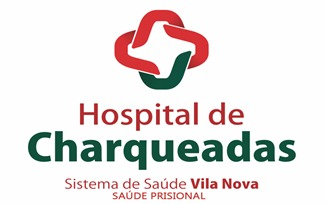 Hospital de
Charqueadas
Sistema de Saúde Vila Nova
SAÚDE PRISIONAL